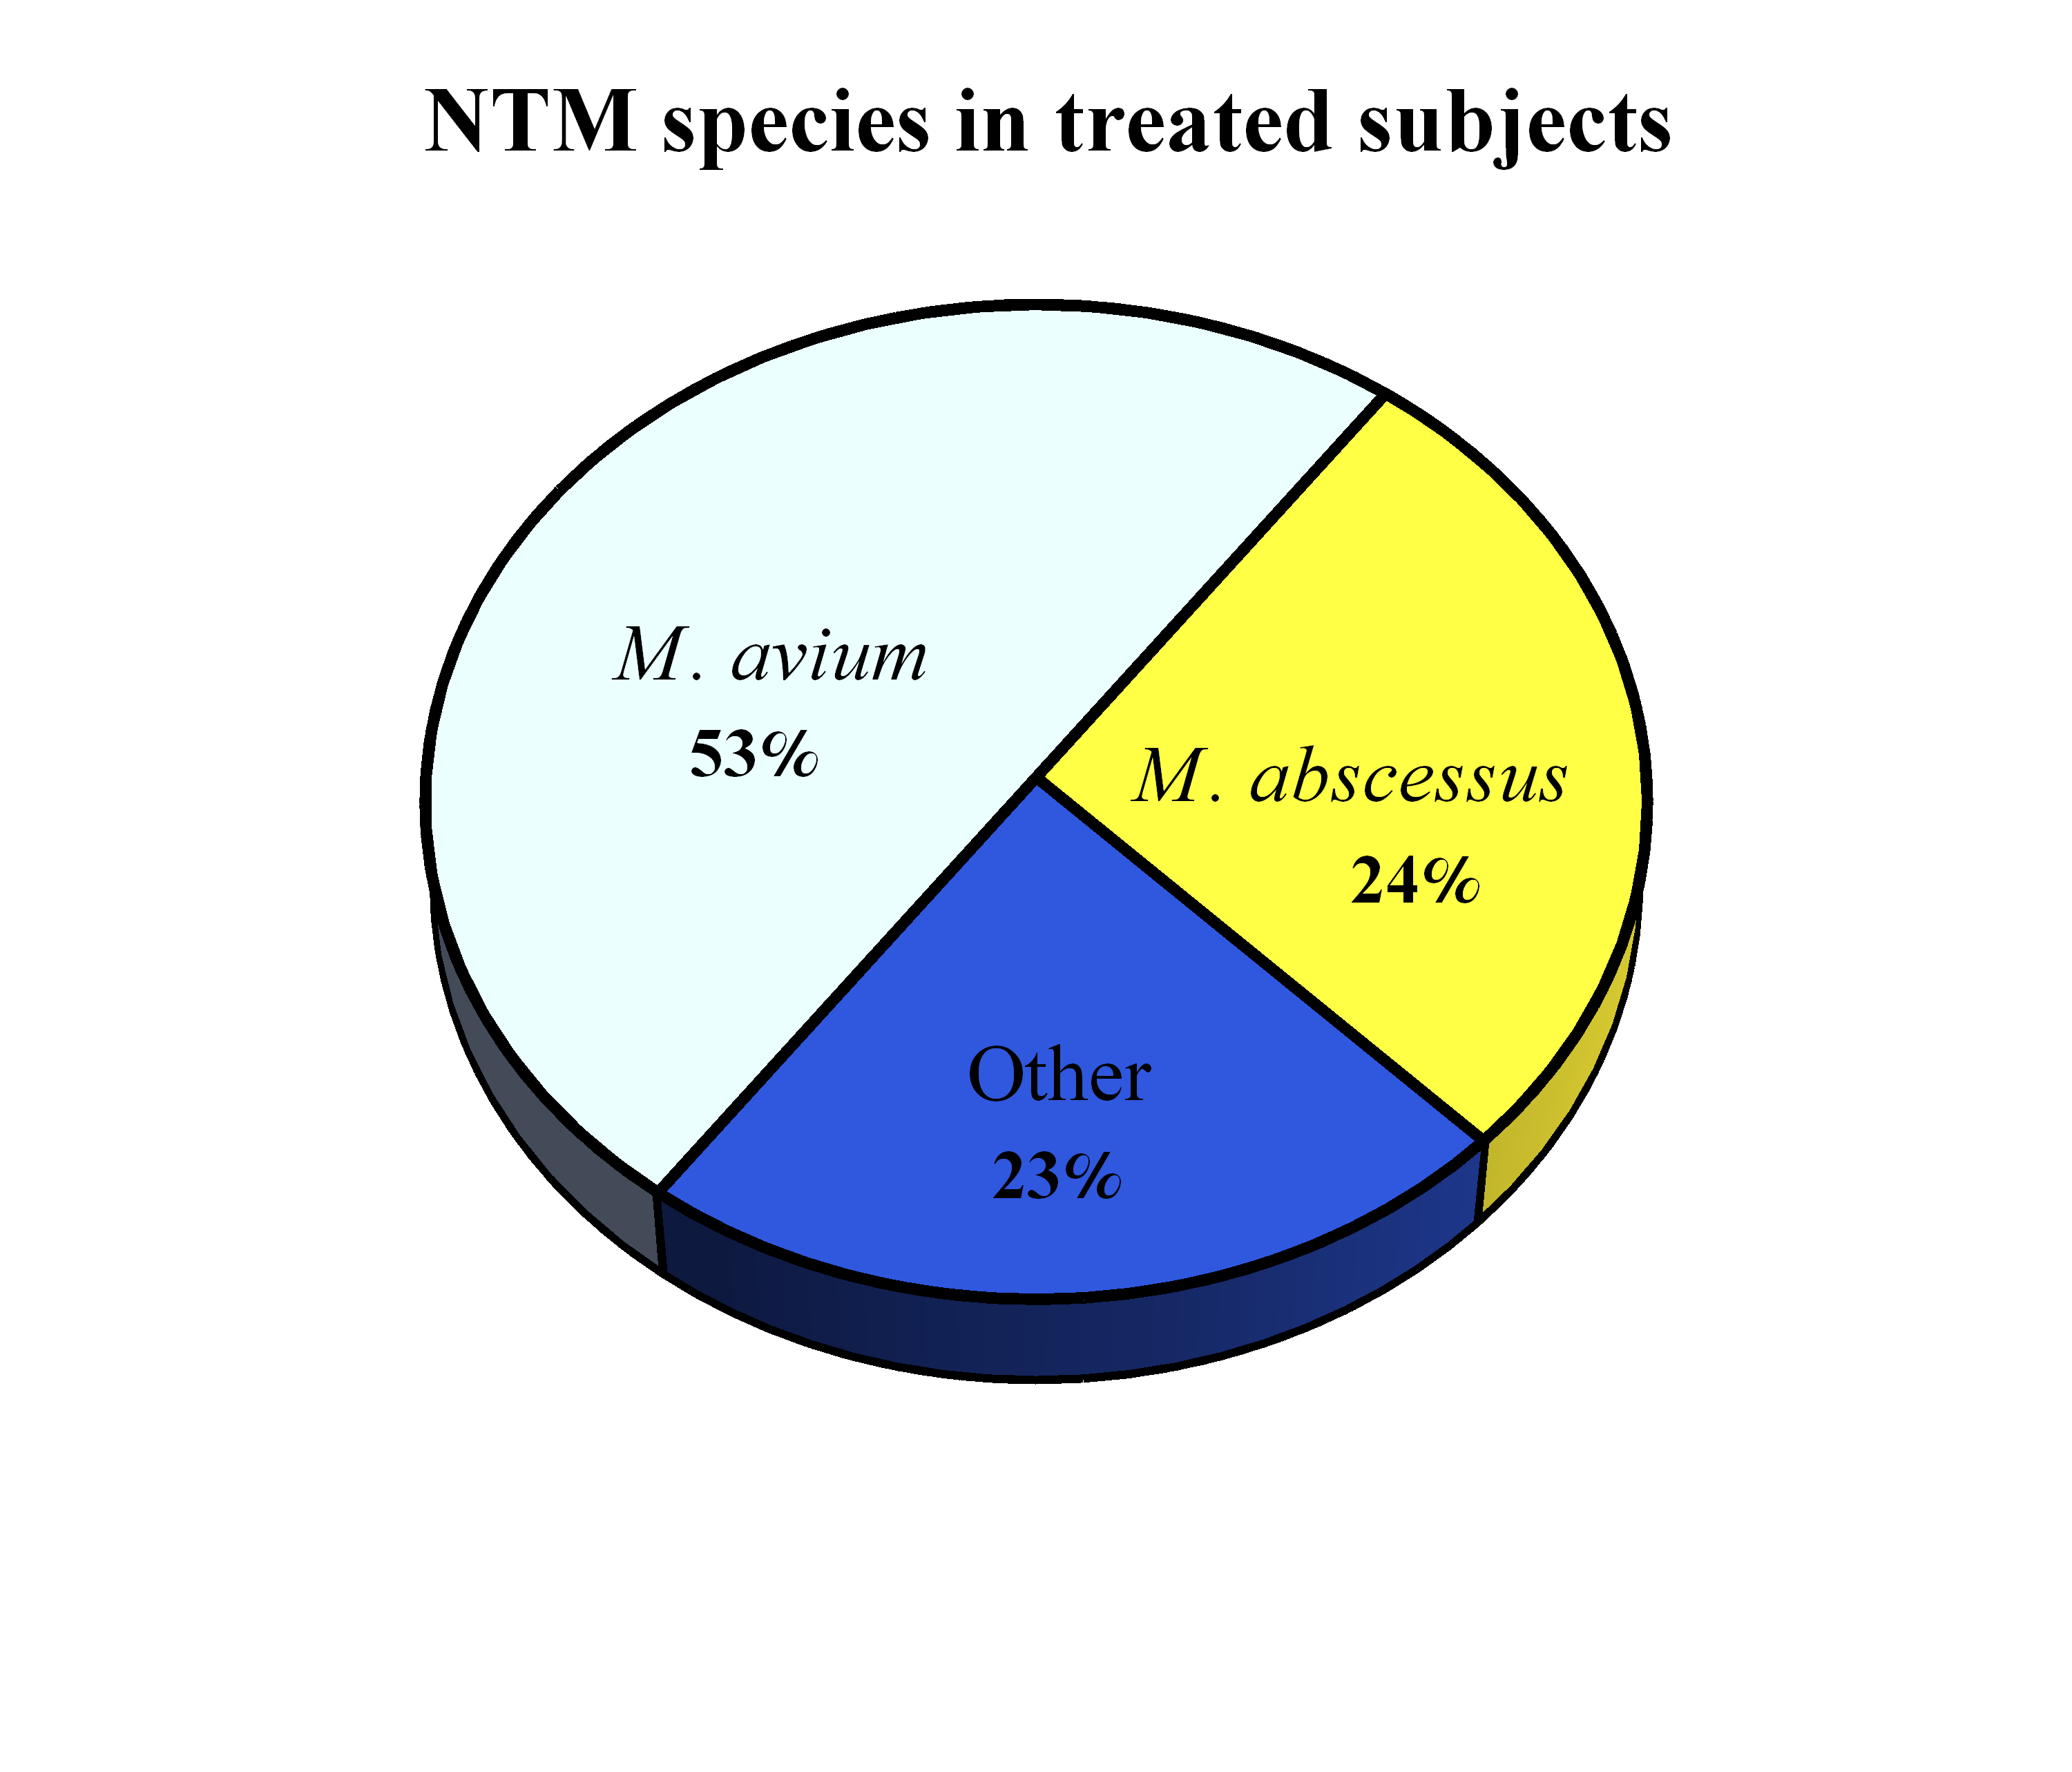 NTM species in treated subjects
M. avium
53%
M. abscessus
24%
Other
23%